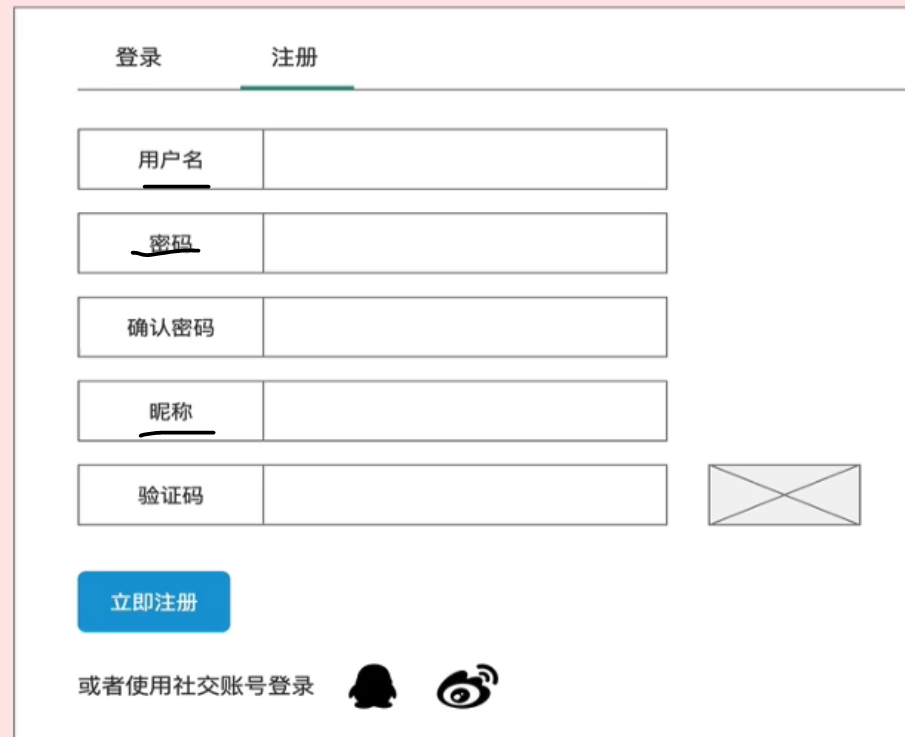 登录 注册
用户名
密码
确认密码
昵称
验证码
立即注册
或者使用社交账号登录